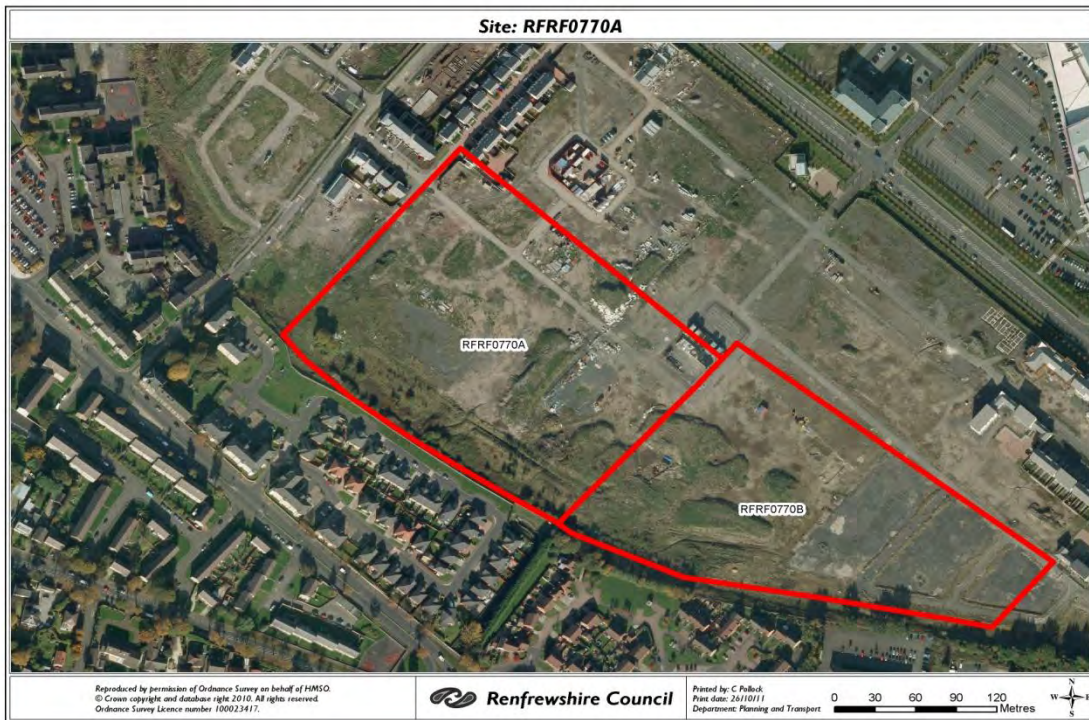 Site: RFRF0770A
RFRF0770A
RFRF0770B
Reproduced by permission of Ordnance Survey on behalf of HMSO.
© Crown copyright and database right 2010. All rights reserved.
Ordnance Survey Licence number 100023417.
Renfrewshire Council
Printed by: C Pollock
Print date: 26/10/11
Department: Planning and Transport
0 30 60 90 120
Metres
N
W E
S